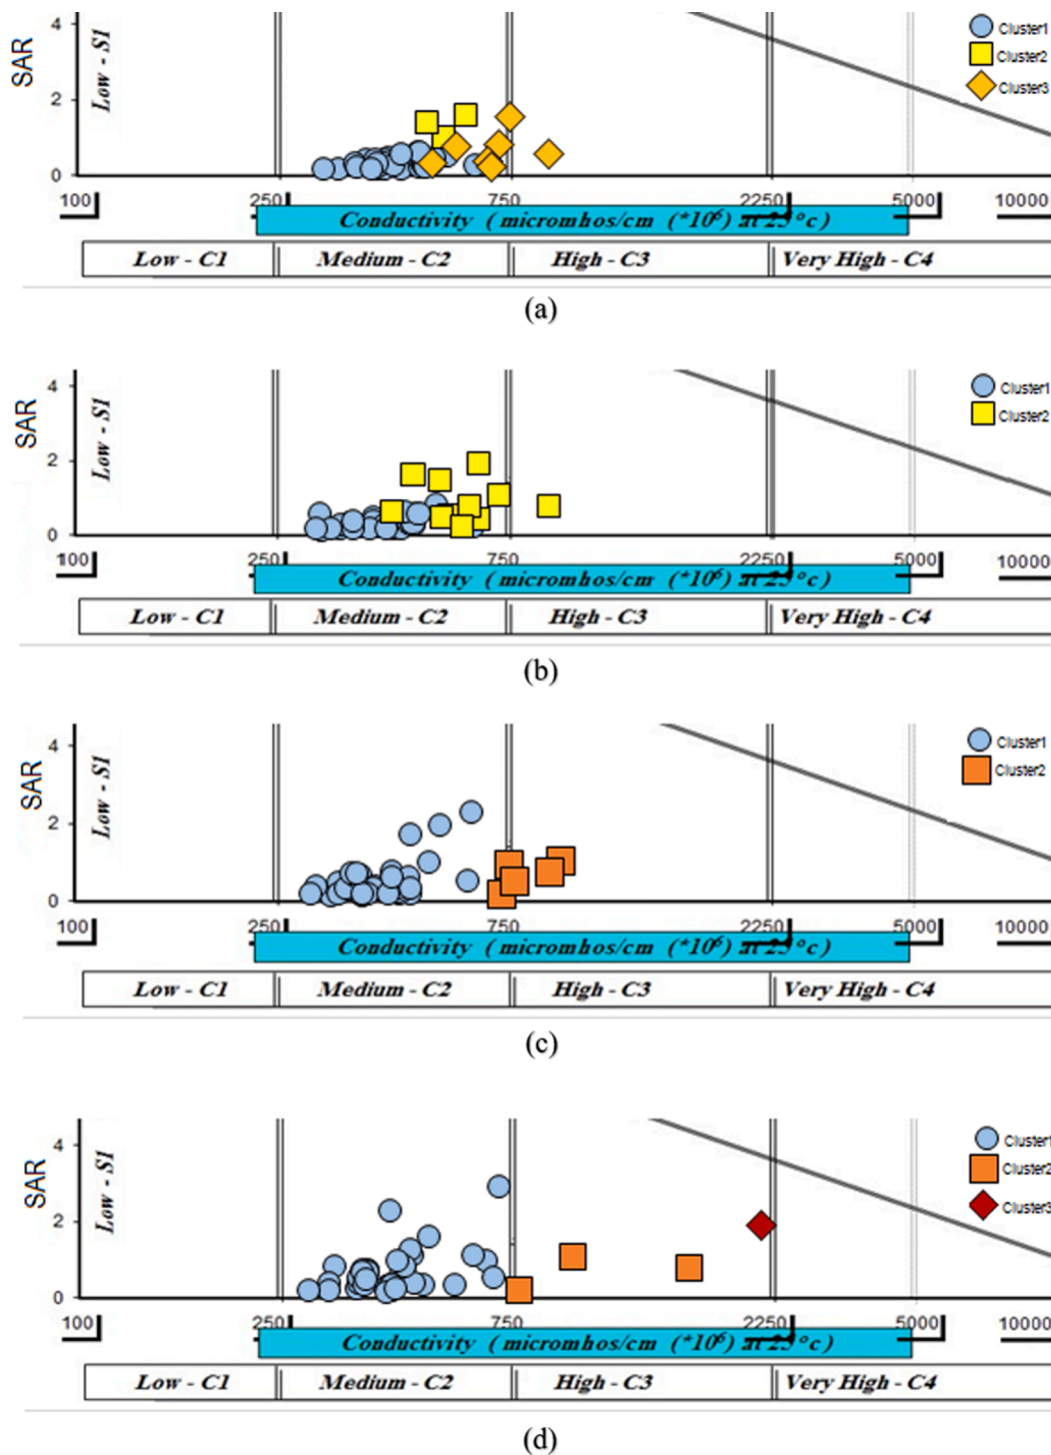 4
Cluster1
Cluster2
Cluster3
SAR
Low - S1
2
0
100
250
750
2250
5000
10000
Conductivity ( micromhos/cm (*10⁶) at 25°c)
Low - C1
Medium - C2
High - C3
Very High - C4
(a)
4
Cluster1
Cluster2
SAR
Low - S1
2
0
100
250
750
2250
5000
10000
Conductivity ( micromhos/cm (*10⁶) at 25°c)
Low - C1
Medium - C2
High - C3
Very High - C4
(b)
4
Cluster1
Cluster2
SAR
Low - S1
2
0
100
250
750
2250
5000
10000
Conductivity ( micromhos/cm (*10⁶) at 25°c)
Low - C1
Medium - C2
High - C3
Very High - C4
(c)
4
Cluster1
Cluster2
Cluster3
SAR
Low - S1
2
0
100
250
750
2250
5000
10000
Conductivity ( micromhos/cm (*10⁶) at 25°c)
Low - C1
Medium - C2
High - C3
Very High - C4
(d)